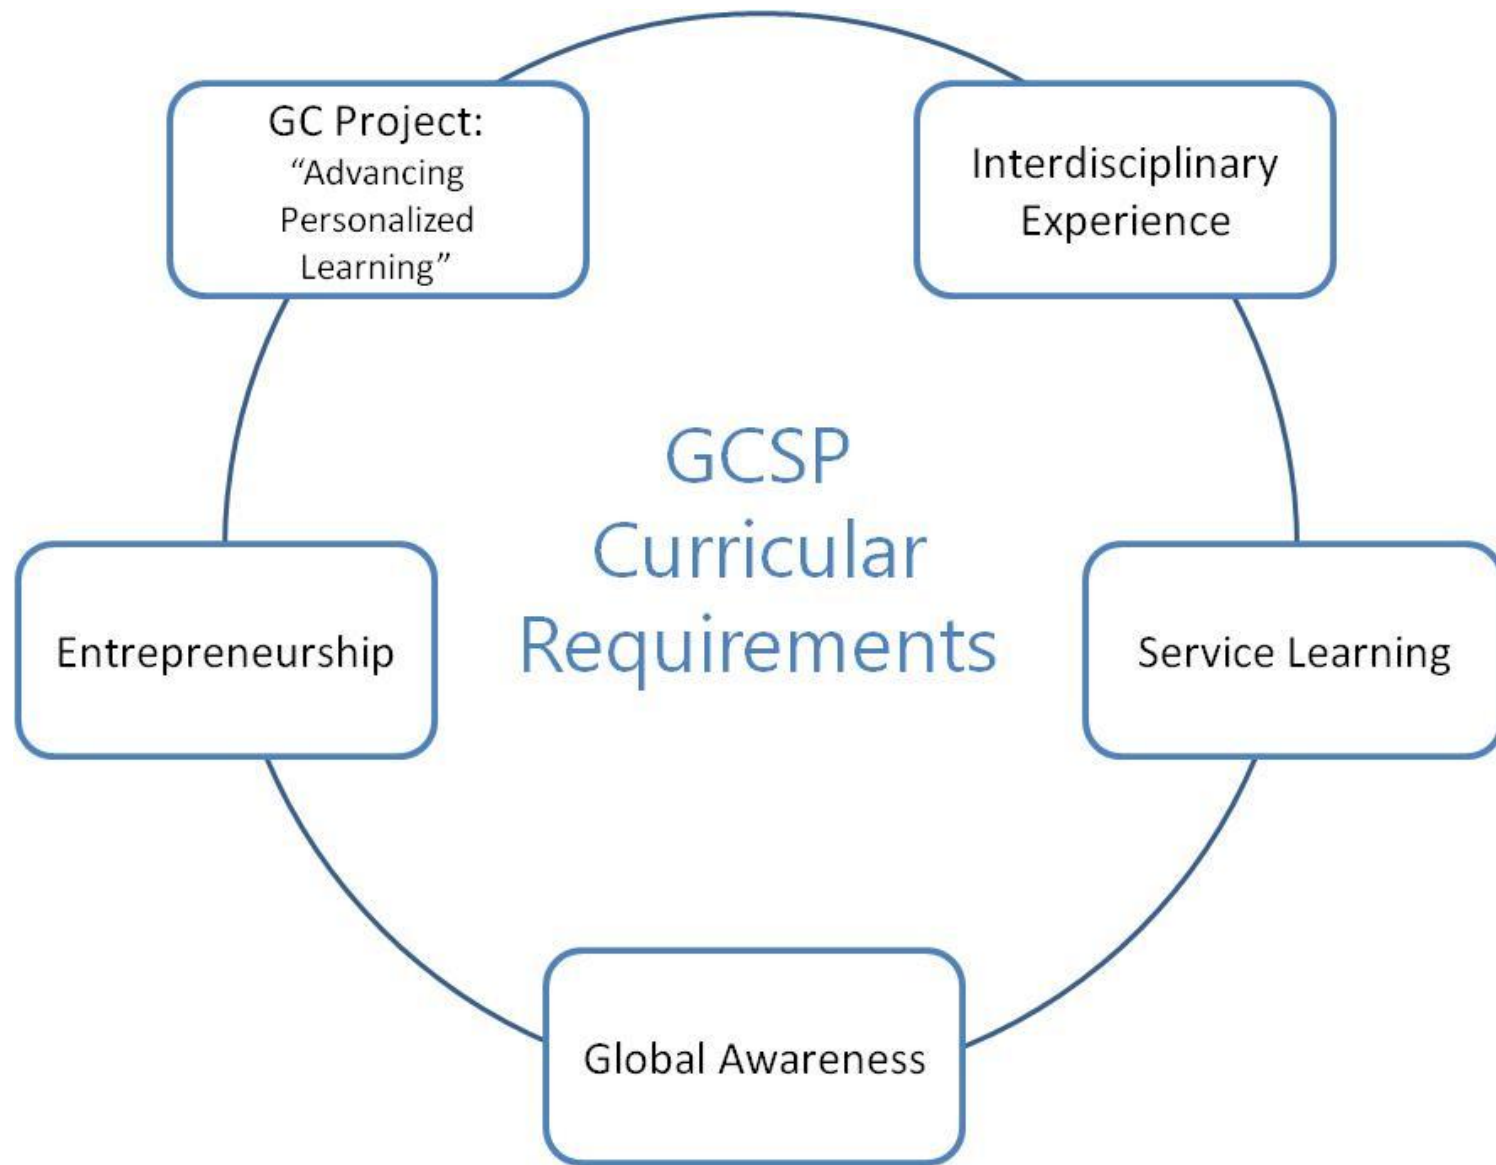 GC Project:
“Advancing
Personalized
Learning”
Interdisciplinary
Experience
GCSP
Curricular
Requirements
Entrepreneurship
Service Learning
Global Awareness